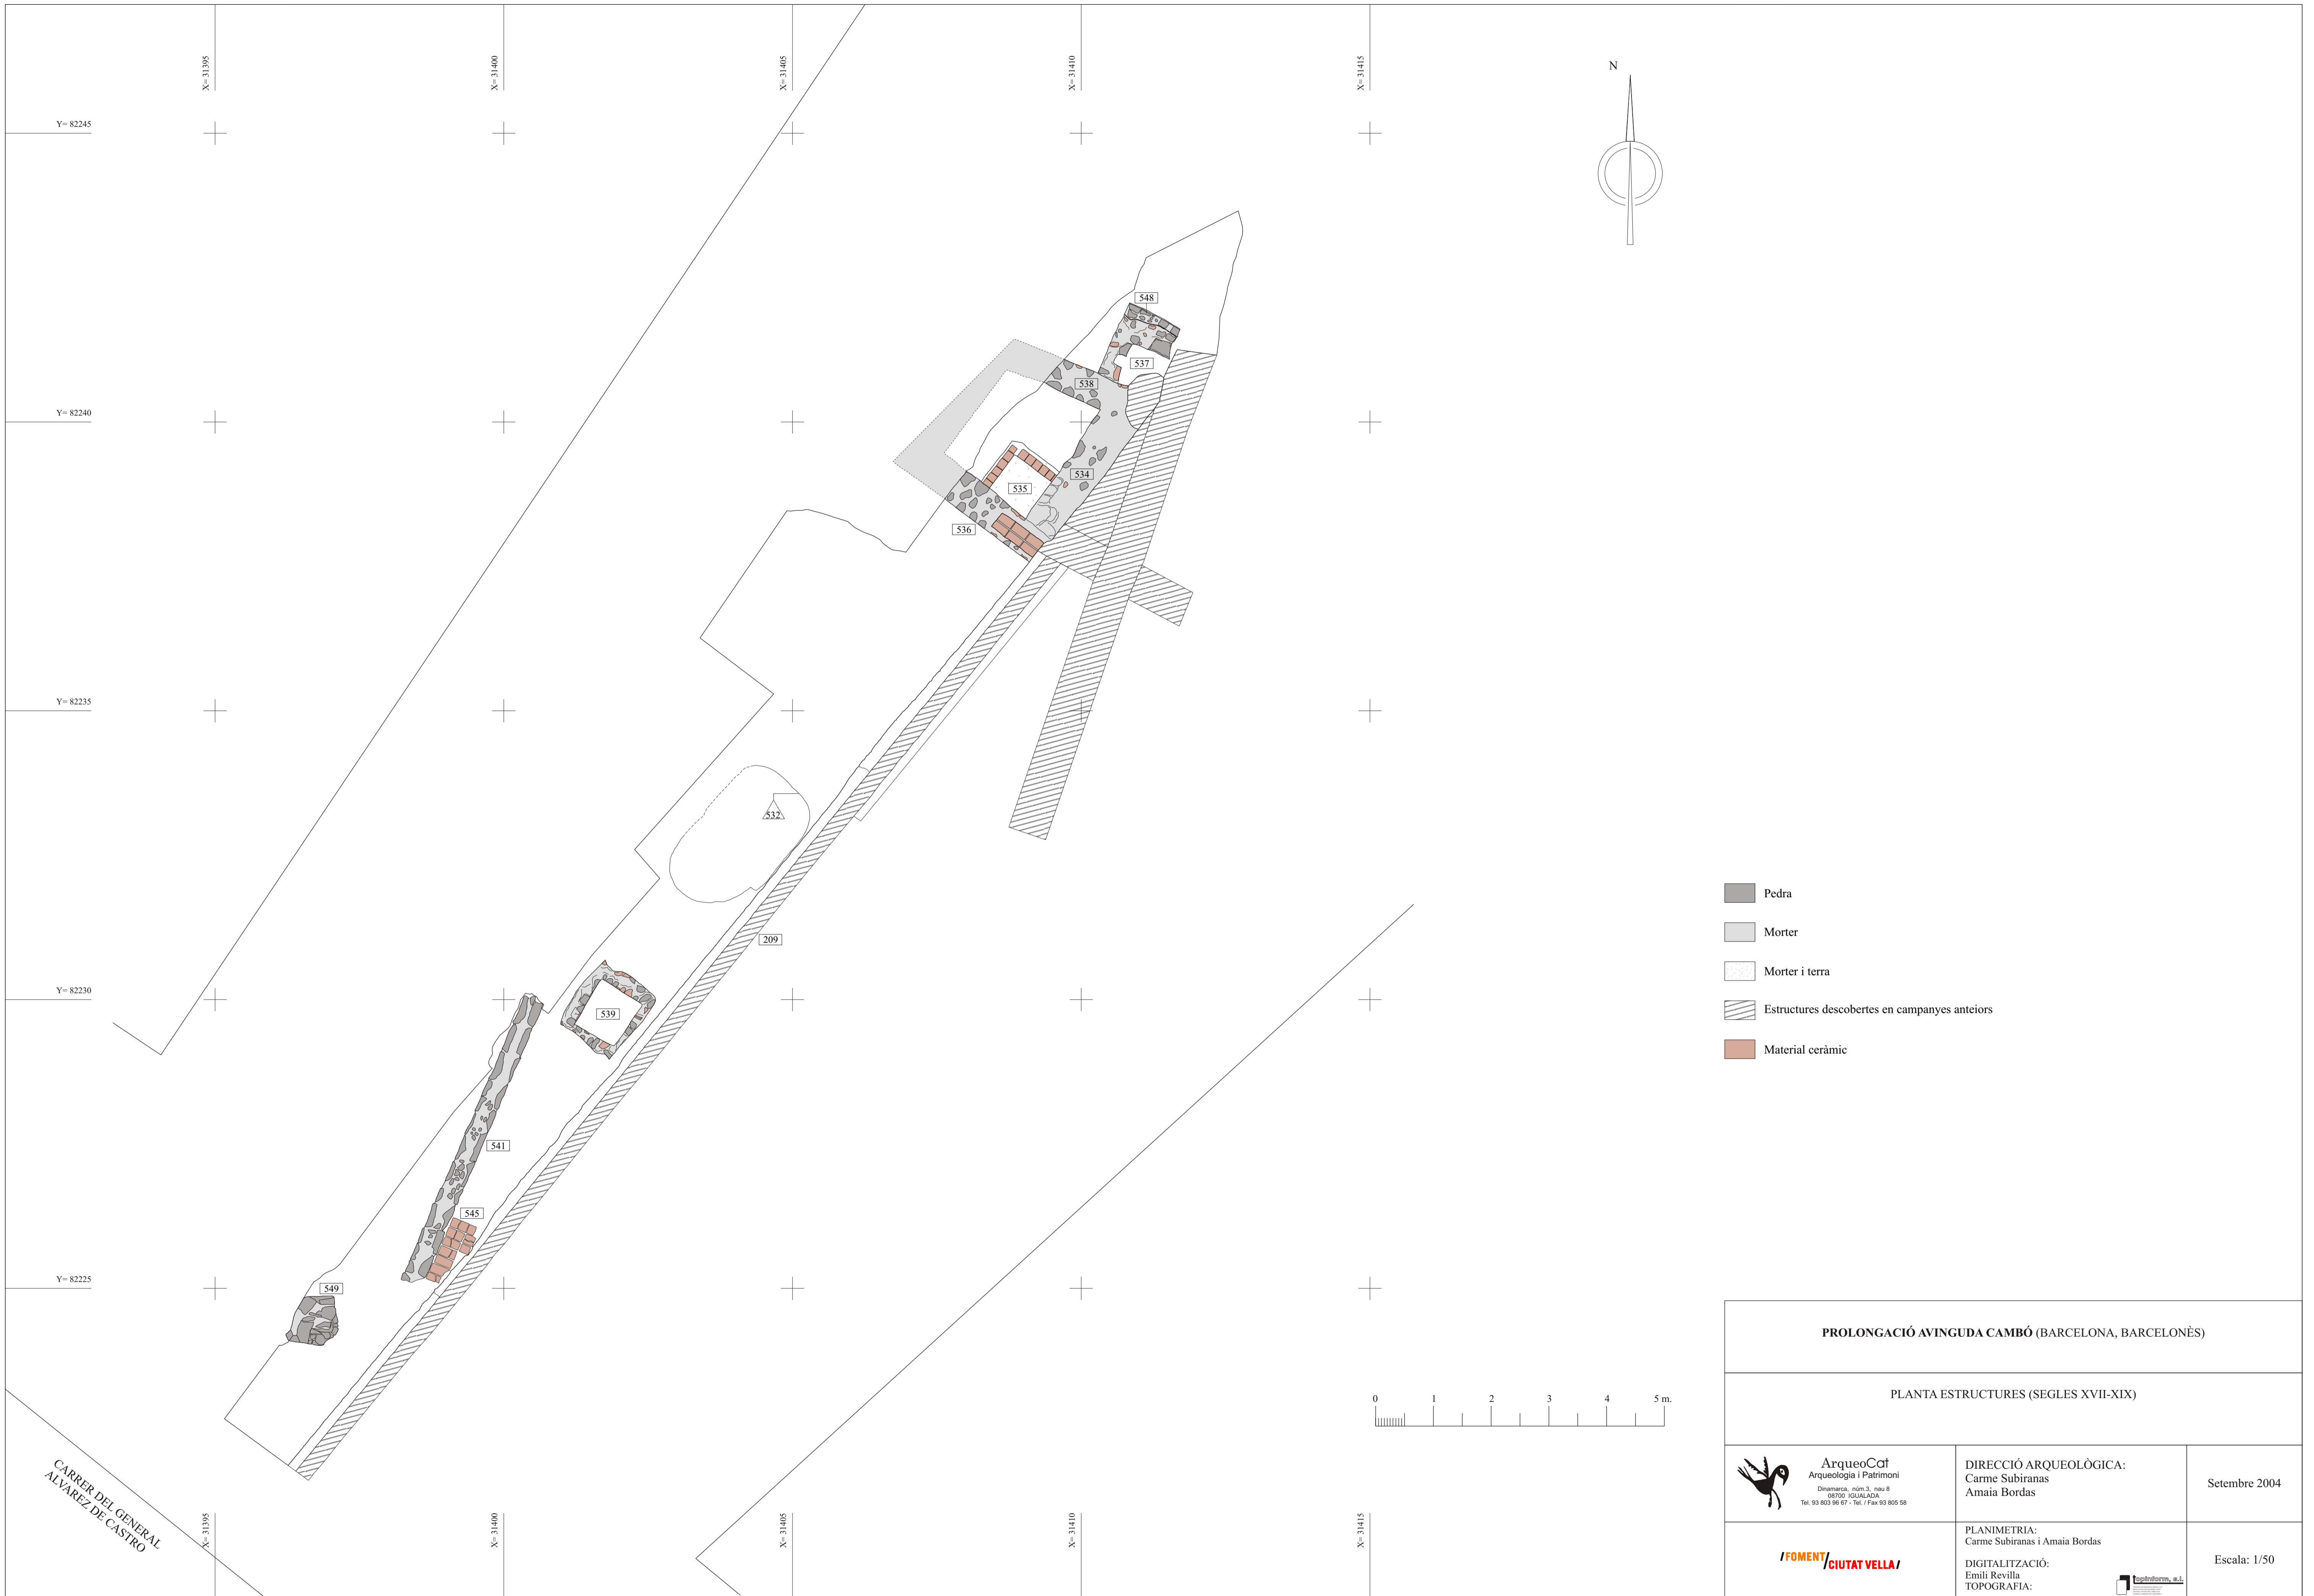 X= 31395
X= 31400
X= 31405
X= 31410
X= 31415
N
Y= 82245
Y= 82240
Y= 82235
Y= 82230
Y= 82225
548
537
538
534
535
536
532
209
539
541
545
549
Pedra
Morter
Morter i terra
Estructures descobertes en campanyes anteiors
Material ceràmic
0 1 2 3 4 5 m.
CARRER DEL GENERAL
ALVAREZ DE CASTRO
X= 31395
X= 31400
X= 31405
X= 31410
X= 31415
PROLONGACIÓ AVINGUDA CAMBÓ (BARCELONA, BARCELONÈS)
PLANTA ESTRUCTURES (SEGLES XVII-XIX)
ArqueoCat
Arqueologia i Patrimoni
Dinamarca, núm.3, nau 8
08700 IGUALADA
Tel. 93 803 96 67 - Tel. / Fax 93 805 58
DIRECCIÓ ARQUEOLÒGICA:
Carme Subiranas
Amaia Bordas
Setembre 2004
/FOMENT/CIUTAT VELLA/
PLANIMETRIA:
Carme Subiranas i Amaia Bordas
DIGITALITZACIÓ:
Emili Revilla
TOPOGRAFIA:
topinform, s.l.
Escala: 1/50